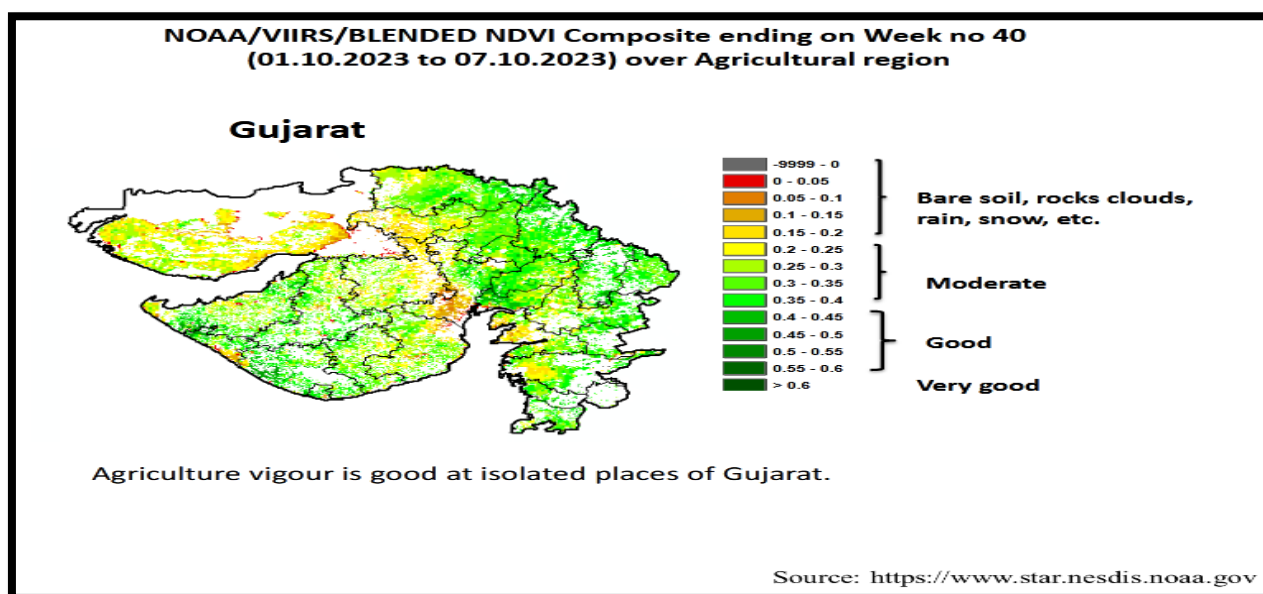 NOAA/VIIRS/BLENDED NDVI Composite ending on Week no 40
(01.10.2023 to 07.10.2023) over Agricultural region
Gujarat
-9999 - 0
0 - 0.05
0.05 - 0.1
0.1 - 0.15
0.15 - 0.2
0.2 - 0.25
0.25 - 0.3
0.3 - 0.35
0.35 - 0.4
0.4 - 0.45
0.45 - 0.5
0.5 - 0.55
0.55 - 0.6
> 0.6
Bare soil, rocks clouds,
rain, snow, etc.
Moderate
Good
Very good
Agriculture vigour is good at isolated places of Gujarat.
Source: https://www.star.nesdis.noaa.gov